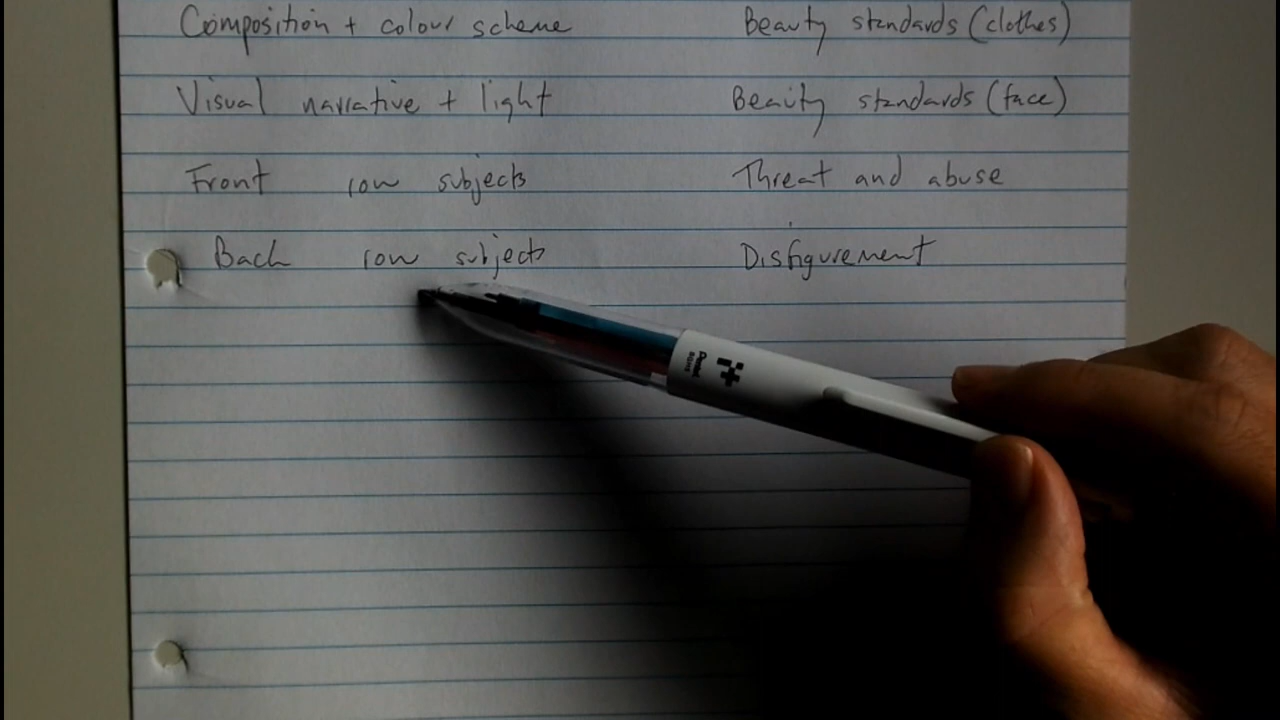 Composition + colour scheme Beauty standards (clothes)
Visual narrative + light Beauty standards (face)
Front row subjects Threat and abuse
Back row subjects Disfigurement
Pentel